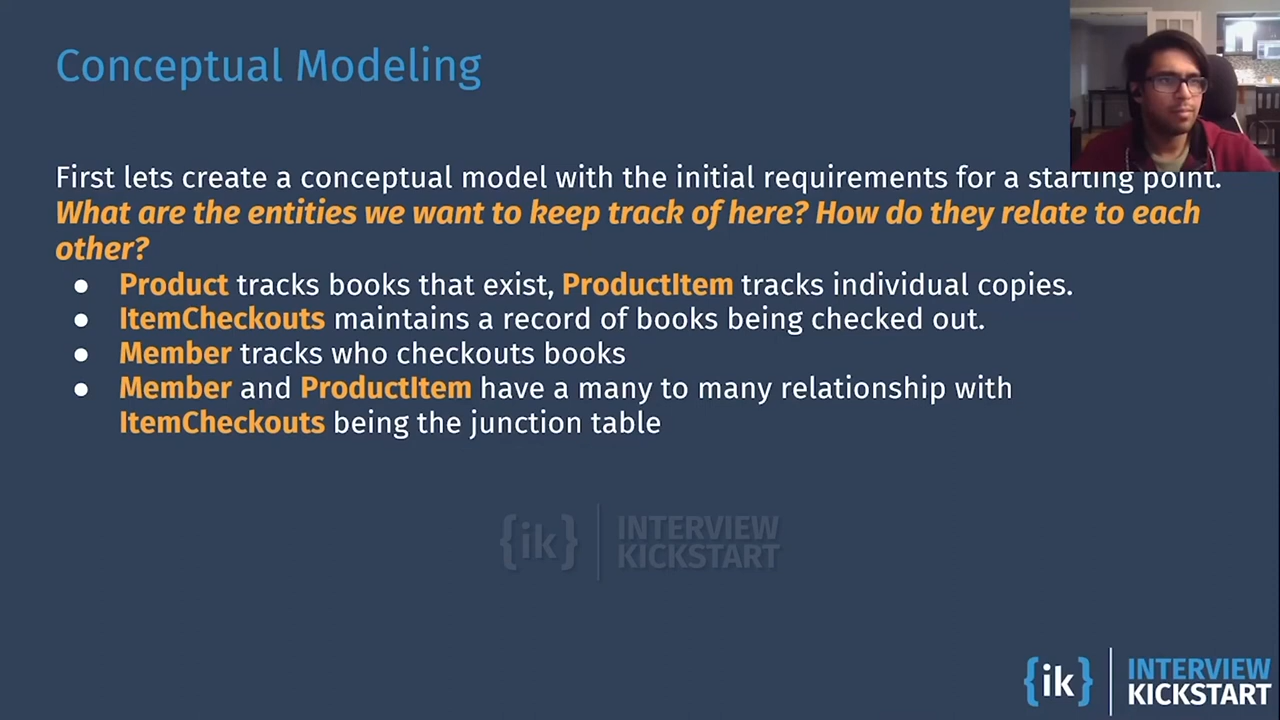 Conceptual Modeling
First lets create a conceptual model with the initial requirements for a starting point.
What are the entities we want to keep track of here? How do they relate to each
other?
● Product tracks books that exist, ProductItem tracks individual copies.
● ItemCheckouts maintains a record of books being checked out.
● Member tracks who checkouts books
● Member and ProductItem have a many to many relationship with
ItemCheckouts being the junction table
{ik} INTERVIEW
KICKSTART
{ik} INTERVIEW
KICKSTART